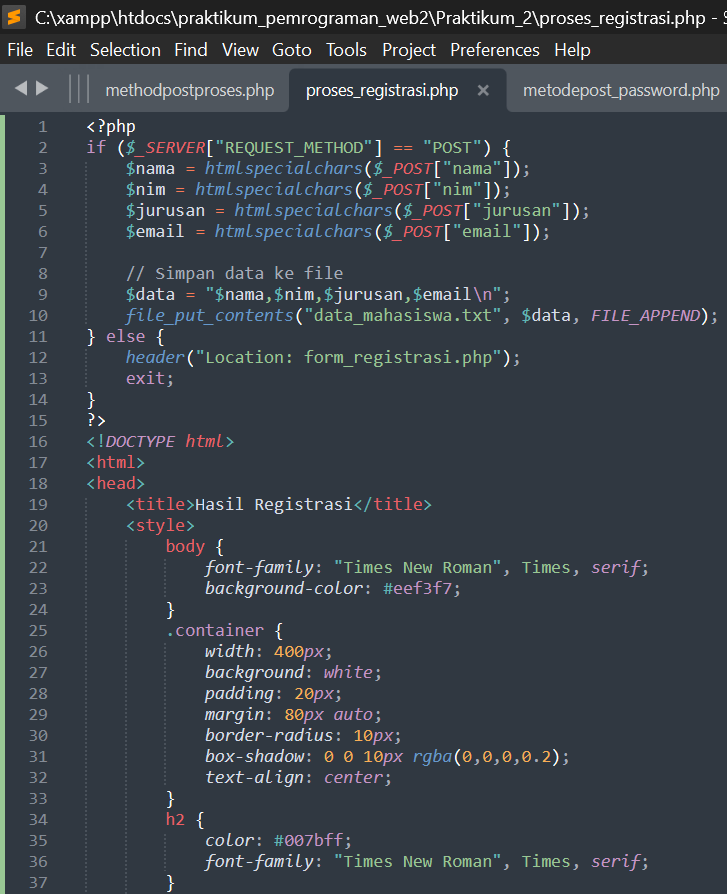 C:\xampp\htdocs\praktikum_pemrograman_web2\Praktikum_2\proses_registrasi.php -
File Edit Selection Find View Goto Tools Project Preferences Help
methodpostproses.php proses_registrasi.php × metodepost_password.php
1 <?php
2 if ($_SERVER["REQUEST_METHOD"] == "POST") {
3     $nama = htmlspecialchars($_POST["nama"]);
4     $nim = htmlspecialchars($_POST["nim"]);
5     $jurusan = htmlspecialchars($_POST["jurusan"]);
6     $email = htmlspecialchars($_POST["email"]);
7
8     // Simpan data ke file
9     $data = "$nama,$nim,$jurusan,$email\n";
10     file_put_contents("data_mahasiswa.txt", $data, FILE_APPEND);
11 } else {
12     header("Location: form_registrasi.php");
13     exit;
14 }
15 ?>
16 <!DOCTYPE html>
17 <html>
18 <head>
19     <title>Hasil Registrasi</title>
20     <style>
21         body {
22             font-family: "Times New Roman", Times, serif;
23             background-color: #eef3f7;
24         }
25         .container {
26             width: 400px;
27             background: white;
28             padding: 20px;
29             margin: 80px auto;
30             border-radius: 10px;
31             box-shadow: 0 0 10px rgba(0,0,0,0.2);
32             text-align: center;
33         }
34         h2 {
35             color: #007bff;
36             font-family: "Times New Roman", Times, serif;
37         }